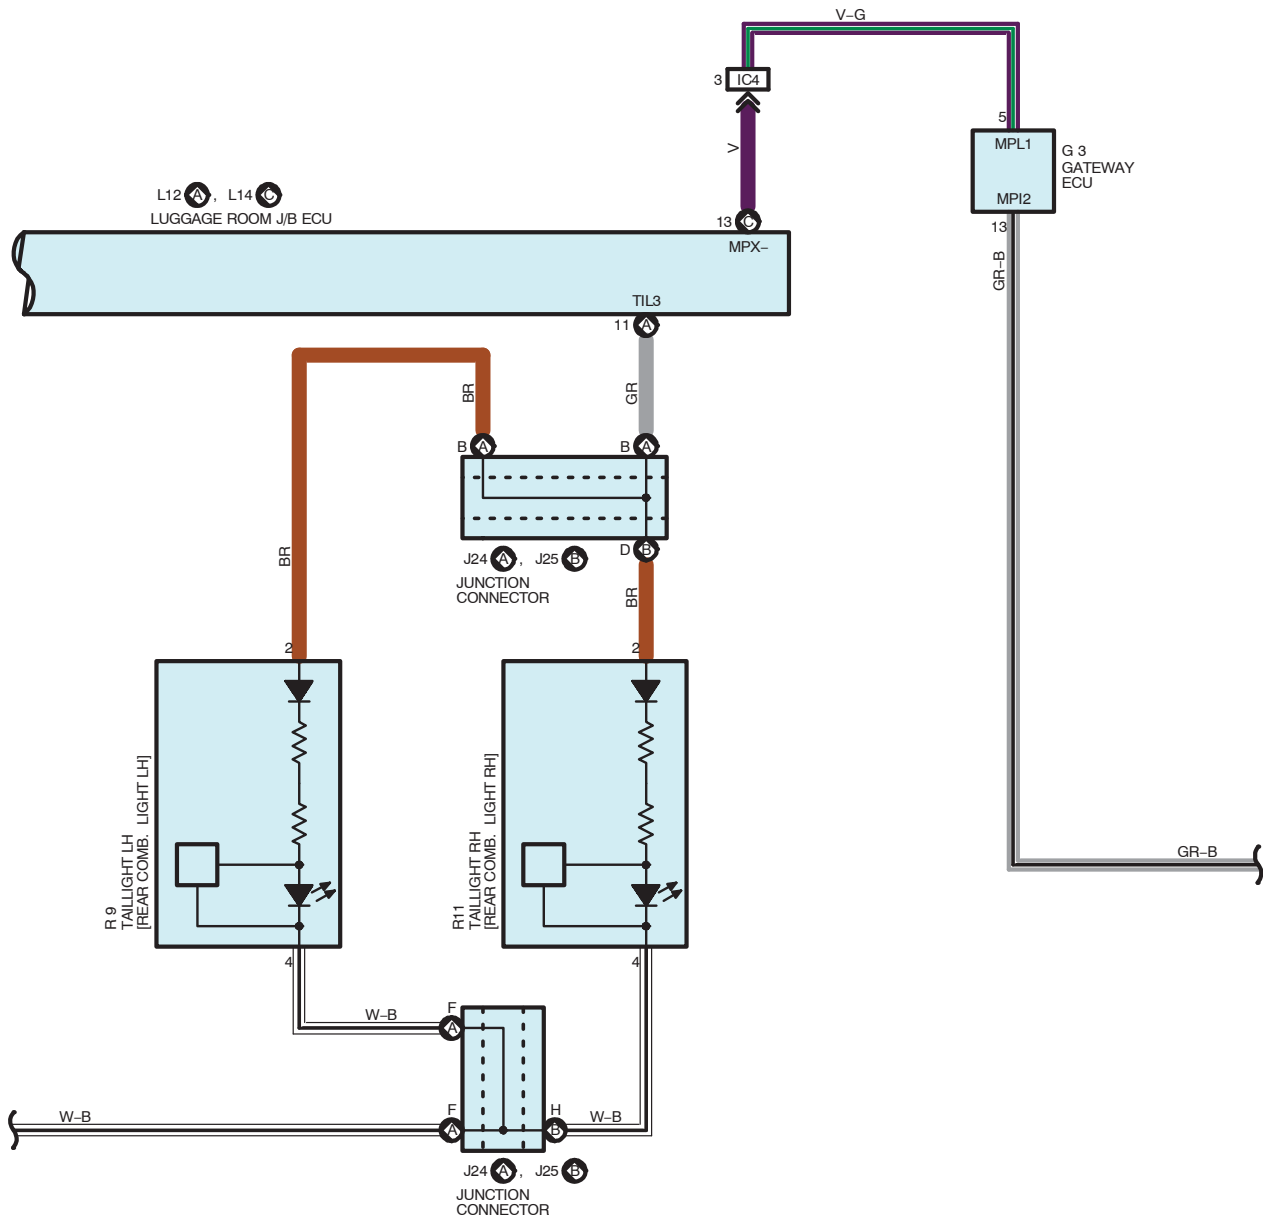 V–G
3 IC4
5
MPL1
G 3
GATEWAY
ECU
MPI2
13
V
GR–B
L12 A , L14 C
LUGGAGE ROOM J/B ECU
13 C
MPX–
TIL3
11 A
BR
GR
B A
B A
D B
J24 A , J25 B
JUNCTION
CONNECTOR
BR
BR
2
2
R 9
TAILLIGHT LH
[REAR COMB. LIGHT LH]
R11
TAILLIGHT RH
[REAR COMB. LIGHT RH]
GR–B
4
4
W–B
F
A
W–B
F
A
H
B
W–B
J24 A , J25 B
JUNCTION
CONNECTOR